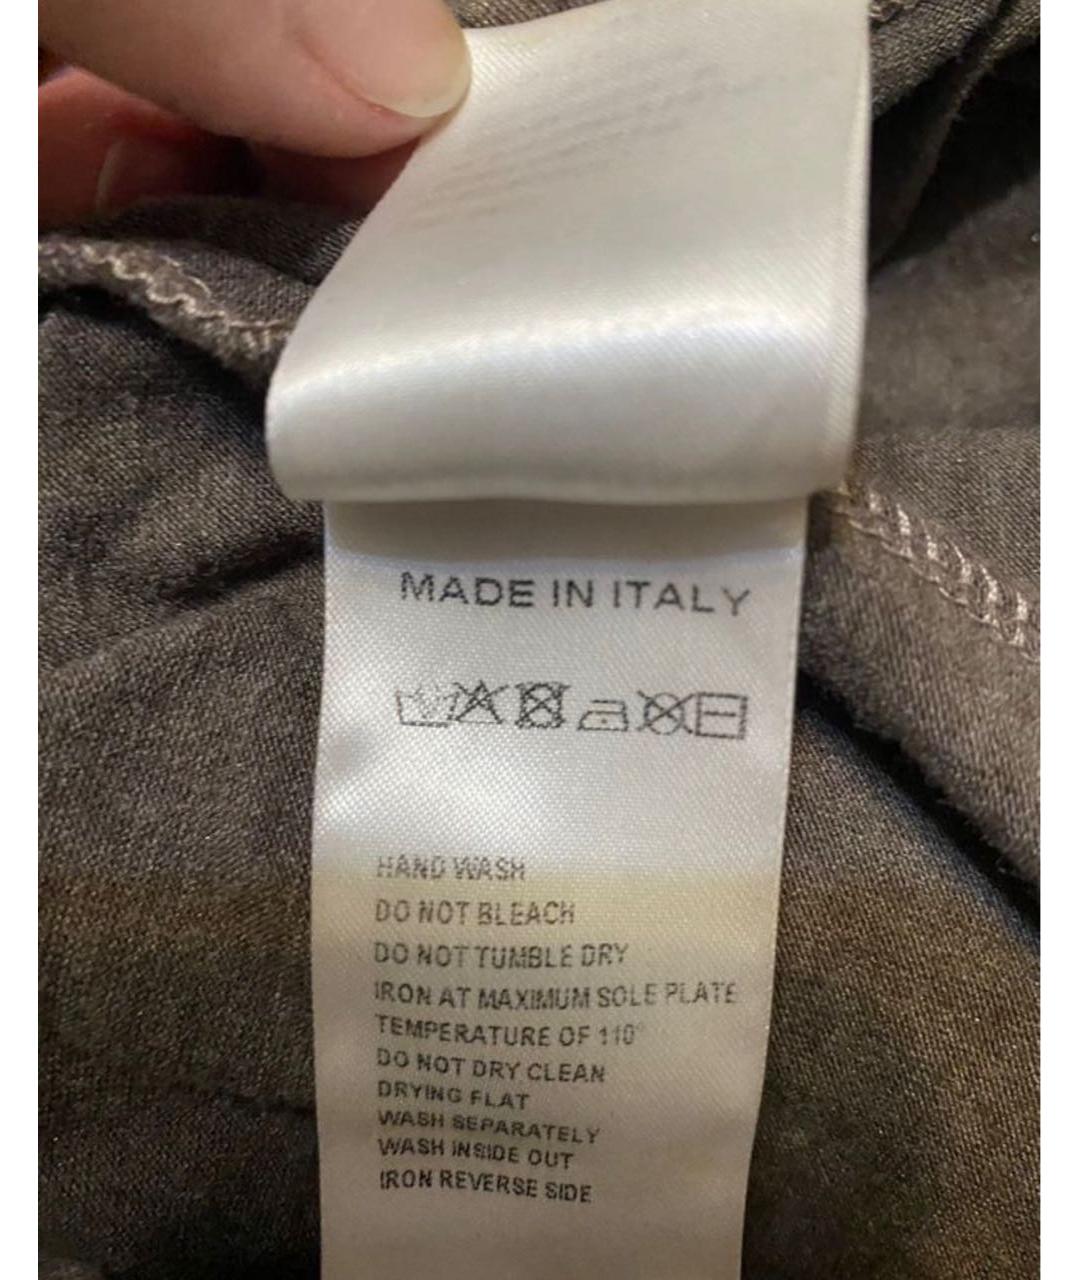 MADE IN ITALY
HAND WASH
DO NOT BLEACH
DO NOT TUMBLE DRY
IRON AT MAXIMUM SOLE PLATE
TEMPERATURE OF 110°
DO NOT DRY CLEAN
DRYING FLAT
WASH SEPARATELY
WASH INSIDE OUT
IRON REVERSE SIDE